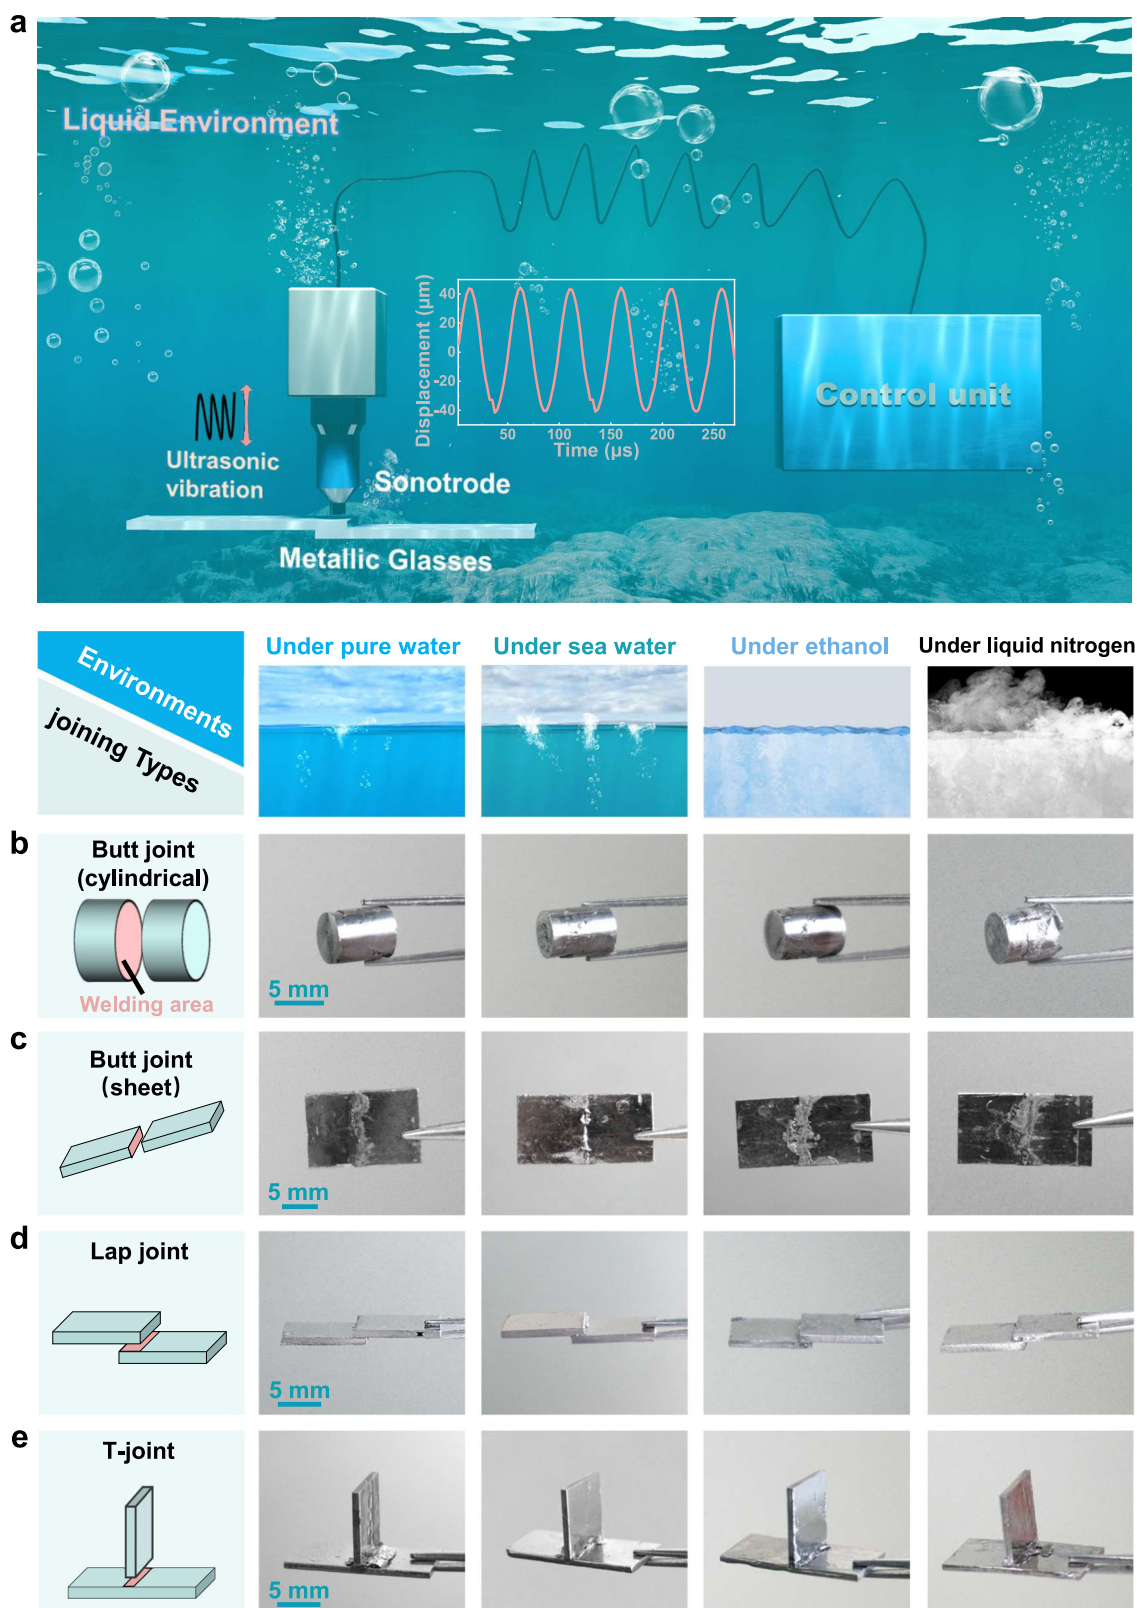 a
Liquid Environment
Displacement (μm)
40
20
0
-20
-40
50
100
150
200
250
Time (μs)
Control unit
Ultrasonic
vibration
Sonotrode
Metallic Glasses
Environments
joining Types
Under pure water
Under sea water
Under ethanol
Under liquid nitrogen
b
Butt joint
(cylindrical)
Welding area
5 mm
c
Butt joint
(sheet)
5 mm
d
Lap joint
5 mm
e
T-joint
5 mm